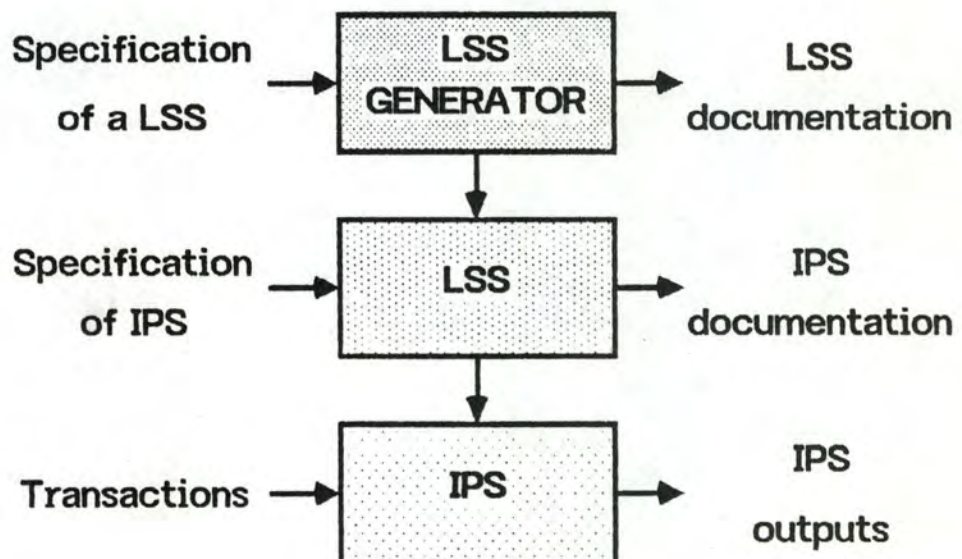 Specification
of a LSS
LSS
GENERATOR
LSS
documentation
Specification
of IPS
LSS
IPS
documentation
Transactions
IPS
IPS
outputs